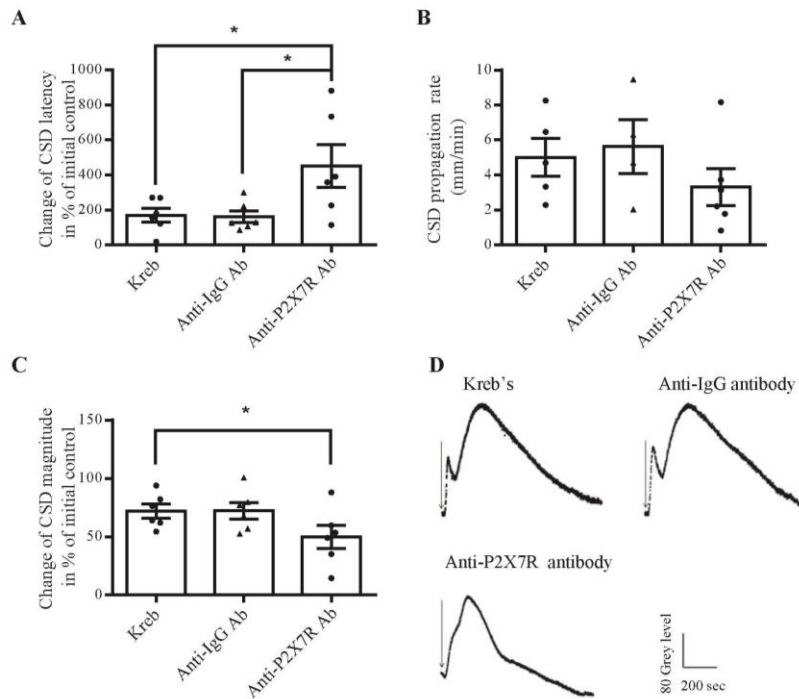 A
*
*
Change of CSD latency
in % of initial control
1000
800
600
400
200
0
Kreb
Anti-IgG Ab
Anti-P2X7R Ab
B
CSD propagation rate
(mm/min)
10
8
6
4
2
0
Kreb
Anti-IgG Ab
Anti-P2X7R Ab
C
*
Change of CSD magnitude
in % of initial control
150
100
50
0
Kreb
Anti-IgG Ab
Anti-P2X7R Ab
D
Kreb's
Anti-IgG antibody
Anti-P2X7R antibody
80 Grey level
200 sec